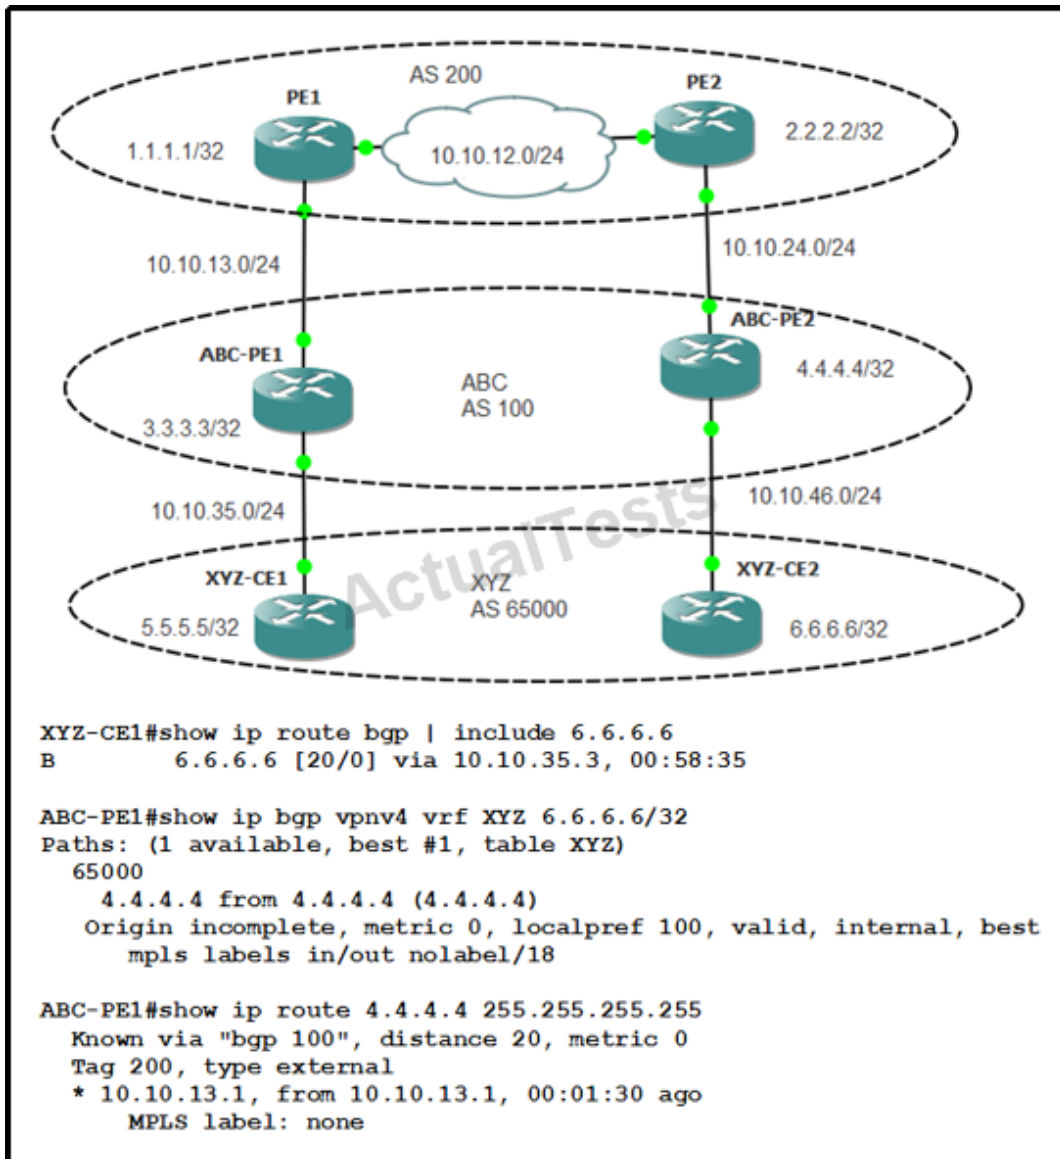 AS 200
PE1
PE2
1.1.1.1/32
10.10.12.0/24
2.2.2.2/32
10.10.13.0/24
10.10.24.0/24
ABC-PE1
ABC-PE2
ABC
AS 100
4.4.4.4/32
3.3.3.3/32
10.10.35.0/24
10.10.46.0/24
ActualTests
XYZ-CE1
XYZ-CE2
XYZ
AS 65000
5.5.5.5/32
6.6.6.6/32
XYZ-CE1#show ip route bgp | include 6.6.6.6
B 6.6.6.6 [20/0] via 10.10.35.3, 00:58:35
ABC-PE1#show ip bgp vpnv4 vrf XYZ 6.6.6.6/32
Paths: (1 available, best #1, table XYZ)
65000
4.4.4.4 from 4.4.4.4 (4.4.4.4)
Origin incomplete, metric 0, localpref 100, valid, internal, best
mpls labels in/out nolabel/18
ABC-PE1#show ip route 4.4.4.4 255.255.255.255
Known via "bgp 100", distance 20, metric 0
Tag 200, type external
* 10.10.13.1, from 10.10.13.1, 00:01:30 ago
MPLS label: none